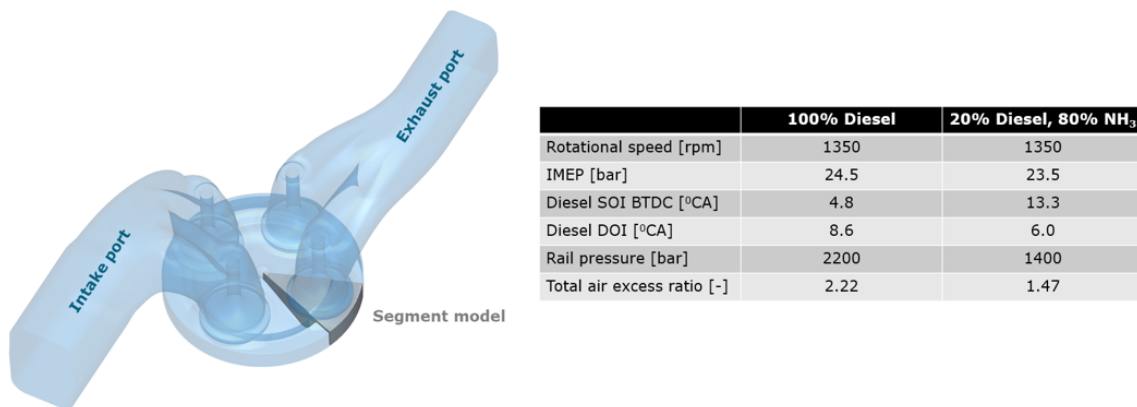 Intake port
Exhaust port
Segment model
100% Diesel 20% Diesel, 80% NH₃
Rotational speed [rpm] 1350 1350
IMEP [bar] 24.5 23.5
Diesel SOI BTDC [⁰CA] 4.8 13.3
Diesel DOI [⁰CA] 8.6 6.0
Rail pressure [bar] 2200 1400
Total air excess ratio [-] 2.22 1.47